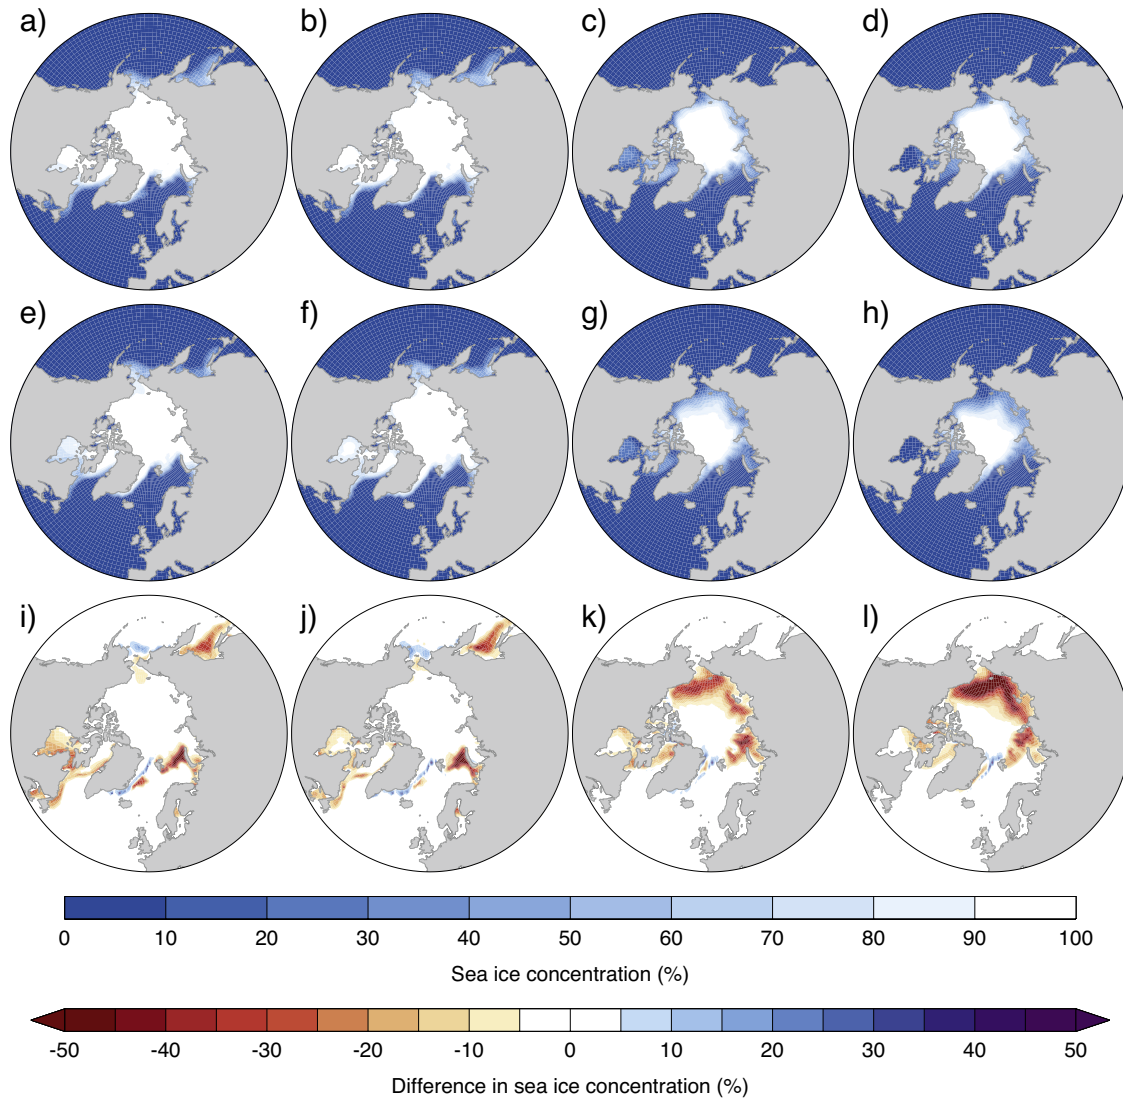 a) b) c) d)
e) f) g) h)
i) j) k) l)
0 10 20 30 40 50 60 70 80 90 100
Sea ice concentration (%)
-50 -40 -30 -20 -10 0 10 20 30 40 50
Difference in sea ice concentration (%)